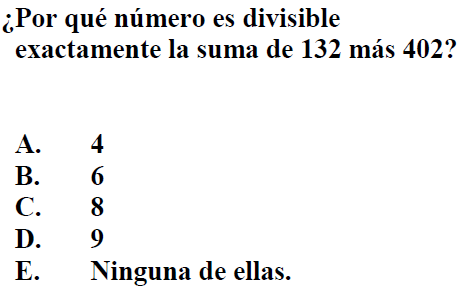 ¿Por qué número es divisible
exactamente la suma de 132 más 402?
A. 4
B. 6
C. 8
D. 9
E. Ninguna de ellas.